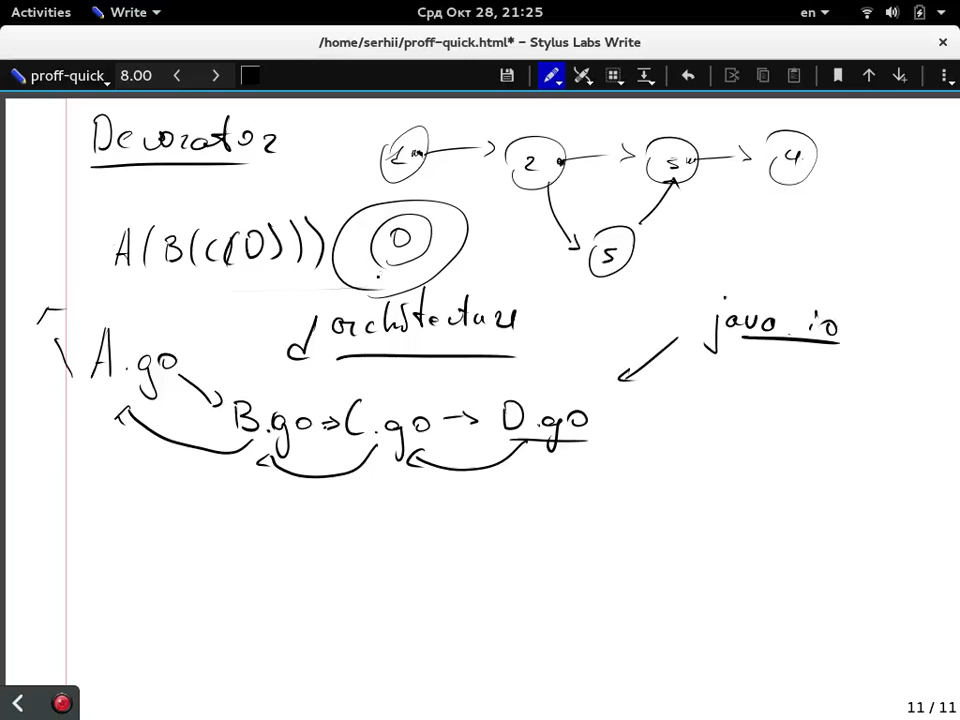 Activities Write Срд Окт 28, 21:25 en
/home/serhii/proff-quick.html* – Stylus Labs Write
proff-quick 8.00
Decorator
1 2 3 4
5
A(B(C(D))) D
architecture
java.io
A.go
B.go → C.go → D.go
11 / 11